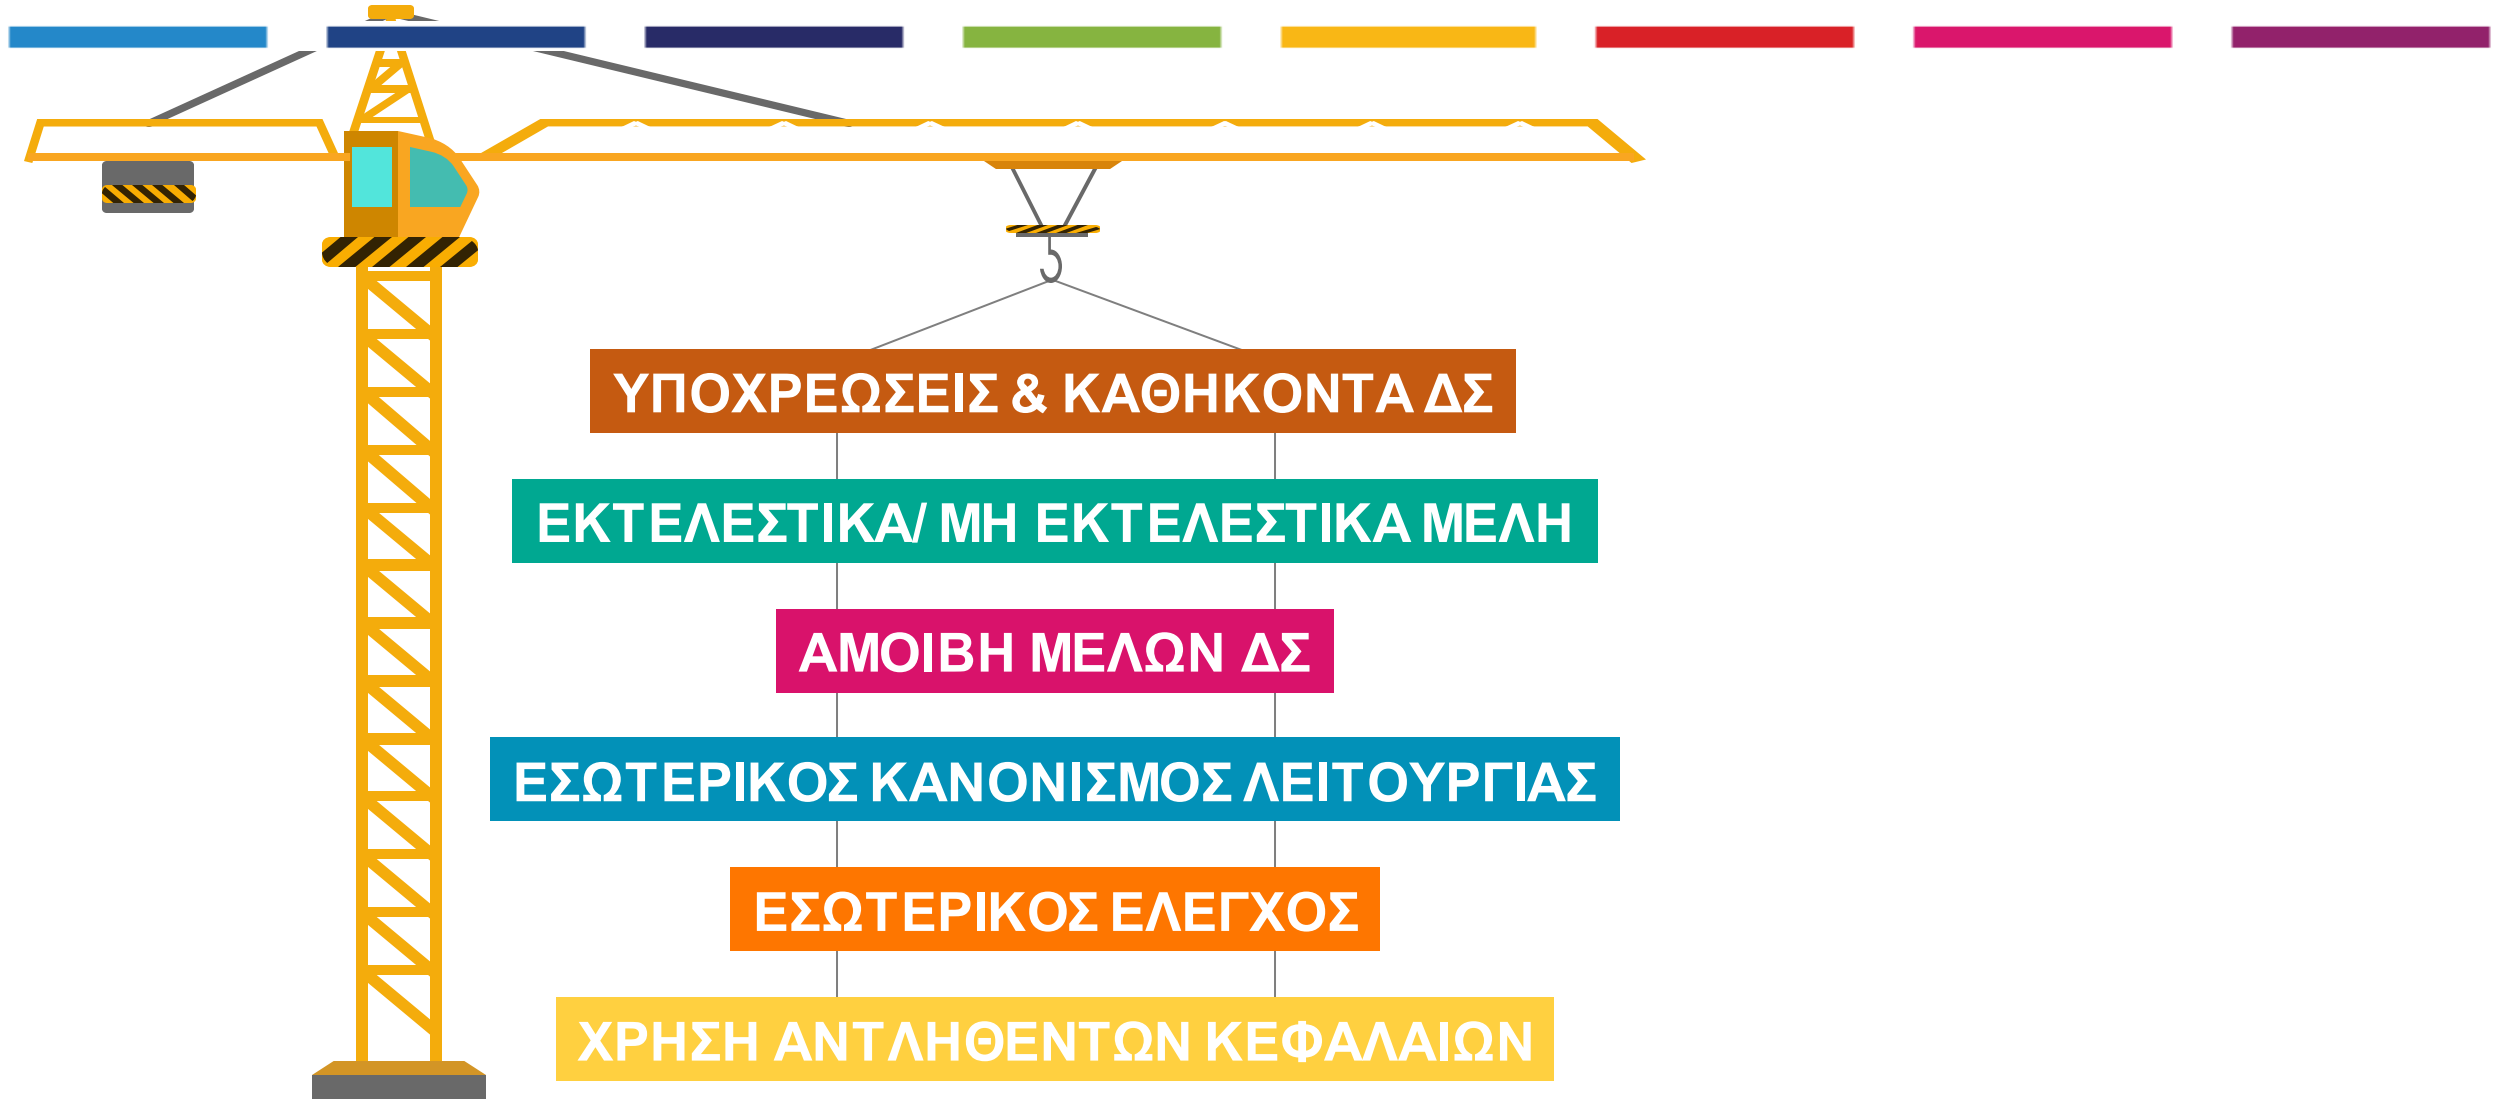 ΥΠΟΧΡΕΩΣΕΙΣ & ΚΑΘΗΚΟΝΤΑ ΔΣ
ΕΚΤΕΛΕΣΤΙΚΑ/ ΜΗ ΕΚΤΕΛΕΣΤΙΚΑ ΜΕΛΗ
ΑΜΟΙΒΗ ΜΕΛΩΝ ΔΣ
ΕΣΩΤΕΡΙΚΟΣ ΚΑΝΟΝΙΣΜΟΣ ΛΕΙΤΟΥΡΓΙΑΣ
ΕΣΩΤΕΡΙΚΟΣ ΕΛΕΓΧΟΣ
ΧΡΗΣΗ ΑΝΤΛΗΘΕΝΤΩΝ ΚΕΦΑΛΑΙΩΝ